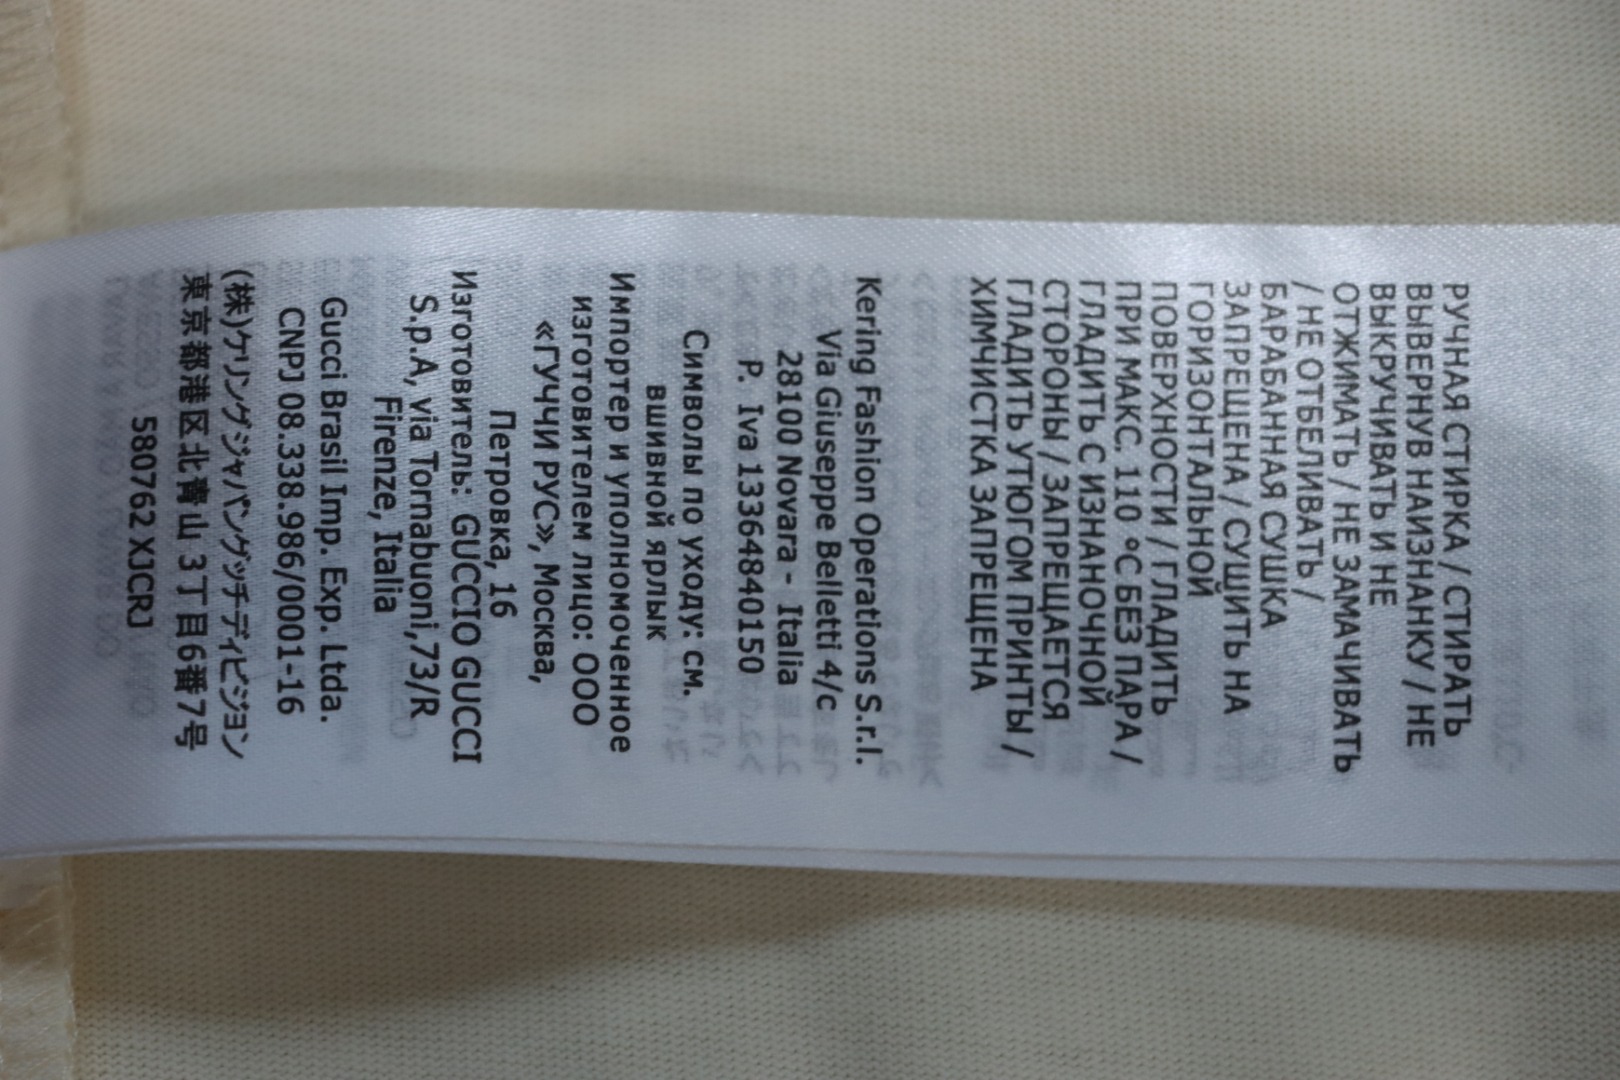 РУЧНАЯ СТИРКА / СТИРАТЬ
ВЫВЕРНУВ НАИЗНАНКУ / НЕ
ВЫКРУЧИВАТЬ И НЕ
ОТЖИМАТЬ / НЕ ЗАМАЧИВАТЬ
/ НЕ ОТБЕЛИВАТЬ /
БАРАБАННАЯ СУШКА
ЗАПРЕЩЕНА / СУШИТЬ НА
ГОРИЗОНТАЛЬНОЙ
ПОВЕРХНОСТИ / ГЛАДИТЬ
ПРИ МАКС. 110 °C БЕЗ ПАРА /
ГЛАДИТЬ С ИЗНАНОЧНОЙ
СТОРОНЫ / ЗАПРЕЩАЕТСЯ
ГЛАДИТЬ УТЮГОМ ПРИНТЫ /
ХИМЧИСТКА ЗАПРЕЩЕНА
Kering Fashion Operations S.r.l.
Via Giuseppe Belletti 4/c
28100 Novara - Italia
P. Iva 13364840150
Символы по уходу: см.
вшивной ярлык
Импортер и уполномоченное
изготовителем лицо: ООО
«ГУЧЧИ РУС», Москва,
Петровка, 16
Изготовитель: GUCCIO GUCCI
S.p.A, via Tornabuoni,73/R
Firenze, Italia
Gucci Brasil Imp. Exp. Ltda.
CNPJ 08.338.986/0001-16
(株)ケリングジャパングッチディビジョン
東京都港区北青山3丁目6番7号
580762 XJCRJ